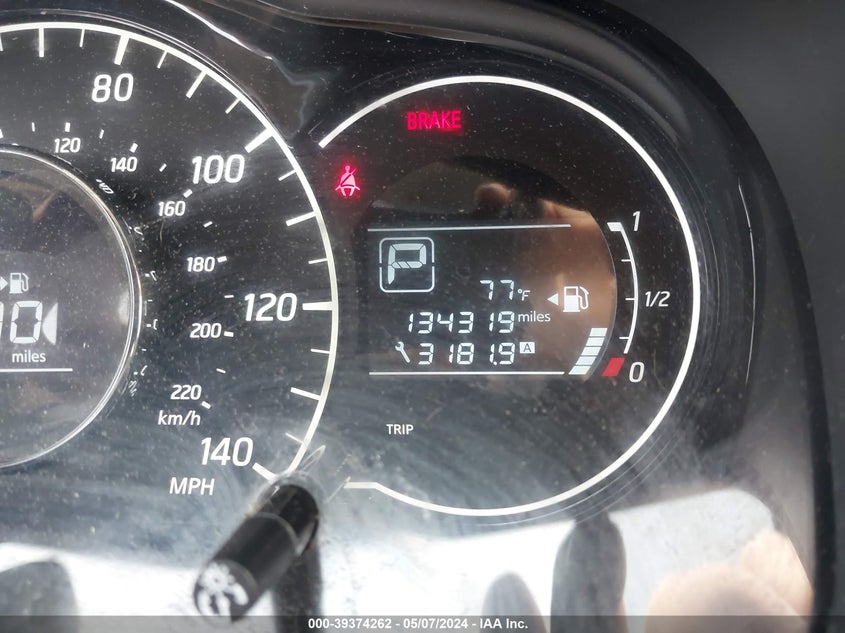 80
100
120
140
MPH
120
140
160
180
200
220
km/h
miles
BRAKE
P
77°F
134319 miles
3181.9 A
TRIP
1
1/2
0
000-39374262 - 05/07/2024 - IAA Inc.